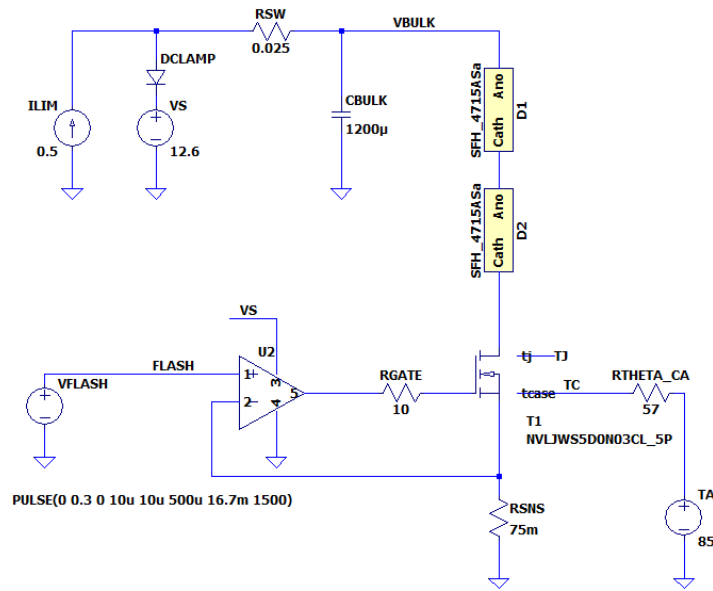 RSW
0.025
VBULK
DCLAMP
ILIM
0.5
VS
12.6
CBULK
1200µ
SFH_4715ASa
Ano
Cath
D1
SFH_4715ASa
Ano
Cath
D2
VS
U2
FLASH
VFLASH
1
2
3
4
5
RGATE
10
tj
TJ
tcase
TC
T1
NVLJWS5D0N03CL_5P
RTHETA_CA
57
PULSE(0 0.3 0 10u 10u 500u 16.7m 1500)
RSNS
75m
TA
85